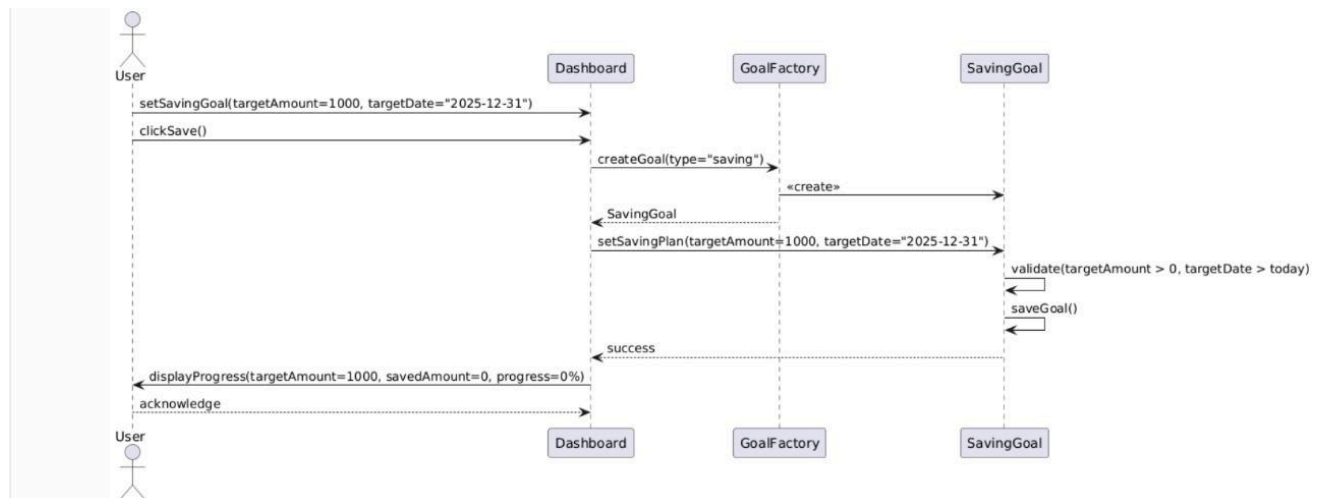 User
Dashboard
GoalFactory
SavingGoal
setSavingGoal(targetAmount=1000, targetDate="2025-12-31")
clickSave()
createGoal(type="saving")
«create»
SavingGoal
setSavingPlan(targetAmount=1000, targetDate="2025-12-31")
validate(targetAmount > 0, targetDate > today)
saveGoal()
success
displayProgress(targetAmount=1000, savedAmount=0, progress=0%)
acknowledge
User
Dashboard
GoalFactory
SavingGoal